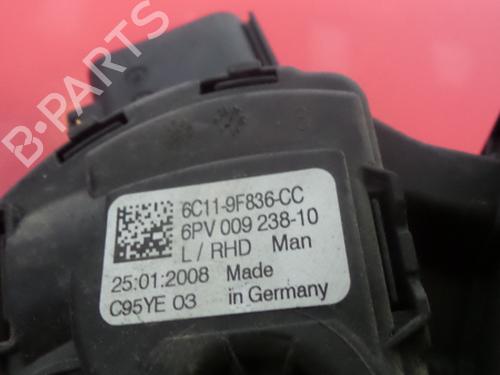 B-PARTS
6C11-9F836-CC
6PV 009 238-10
L / RHD Man
25:01:2008 Made
C95YE 03 in Germany